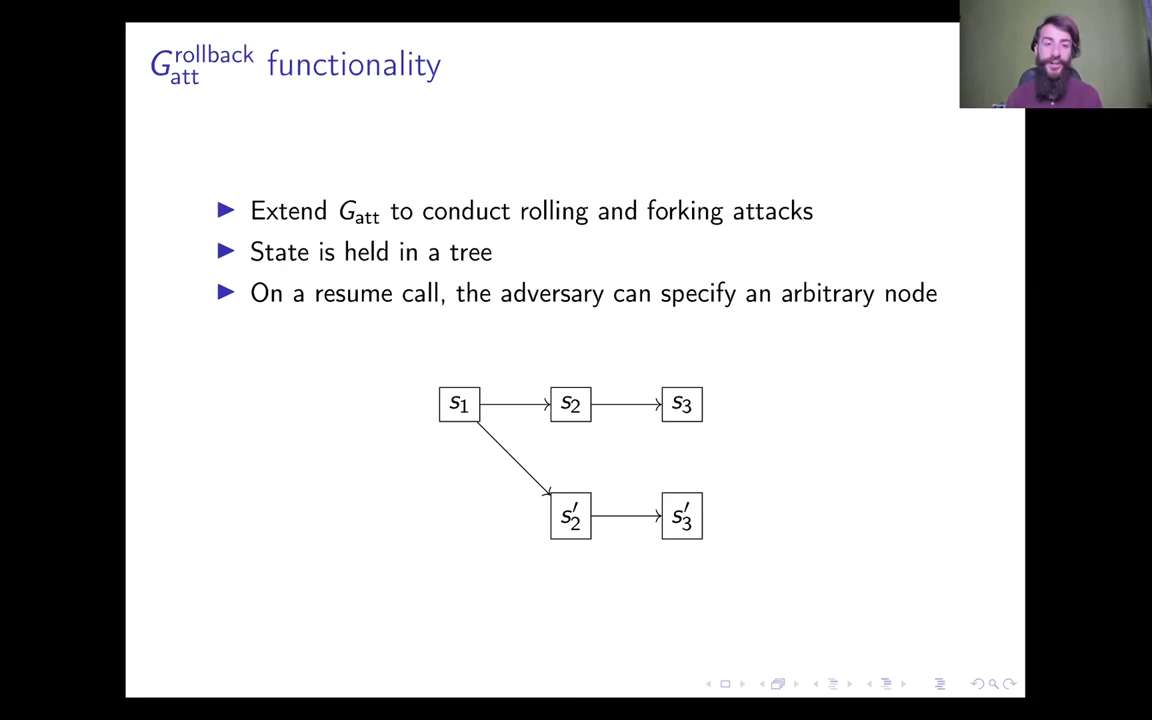 G_att^rollback functionality
▶ Extend G_att to conduct rolling and forking attacks
▶ State is held in a tree
▶ On a resume call, the adversary can specify an arbitrary node
s₁ s₂ s₃
s′₂ s′₃